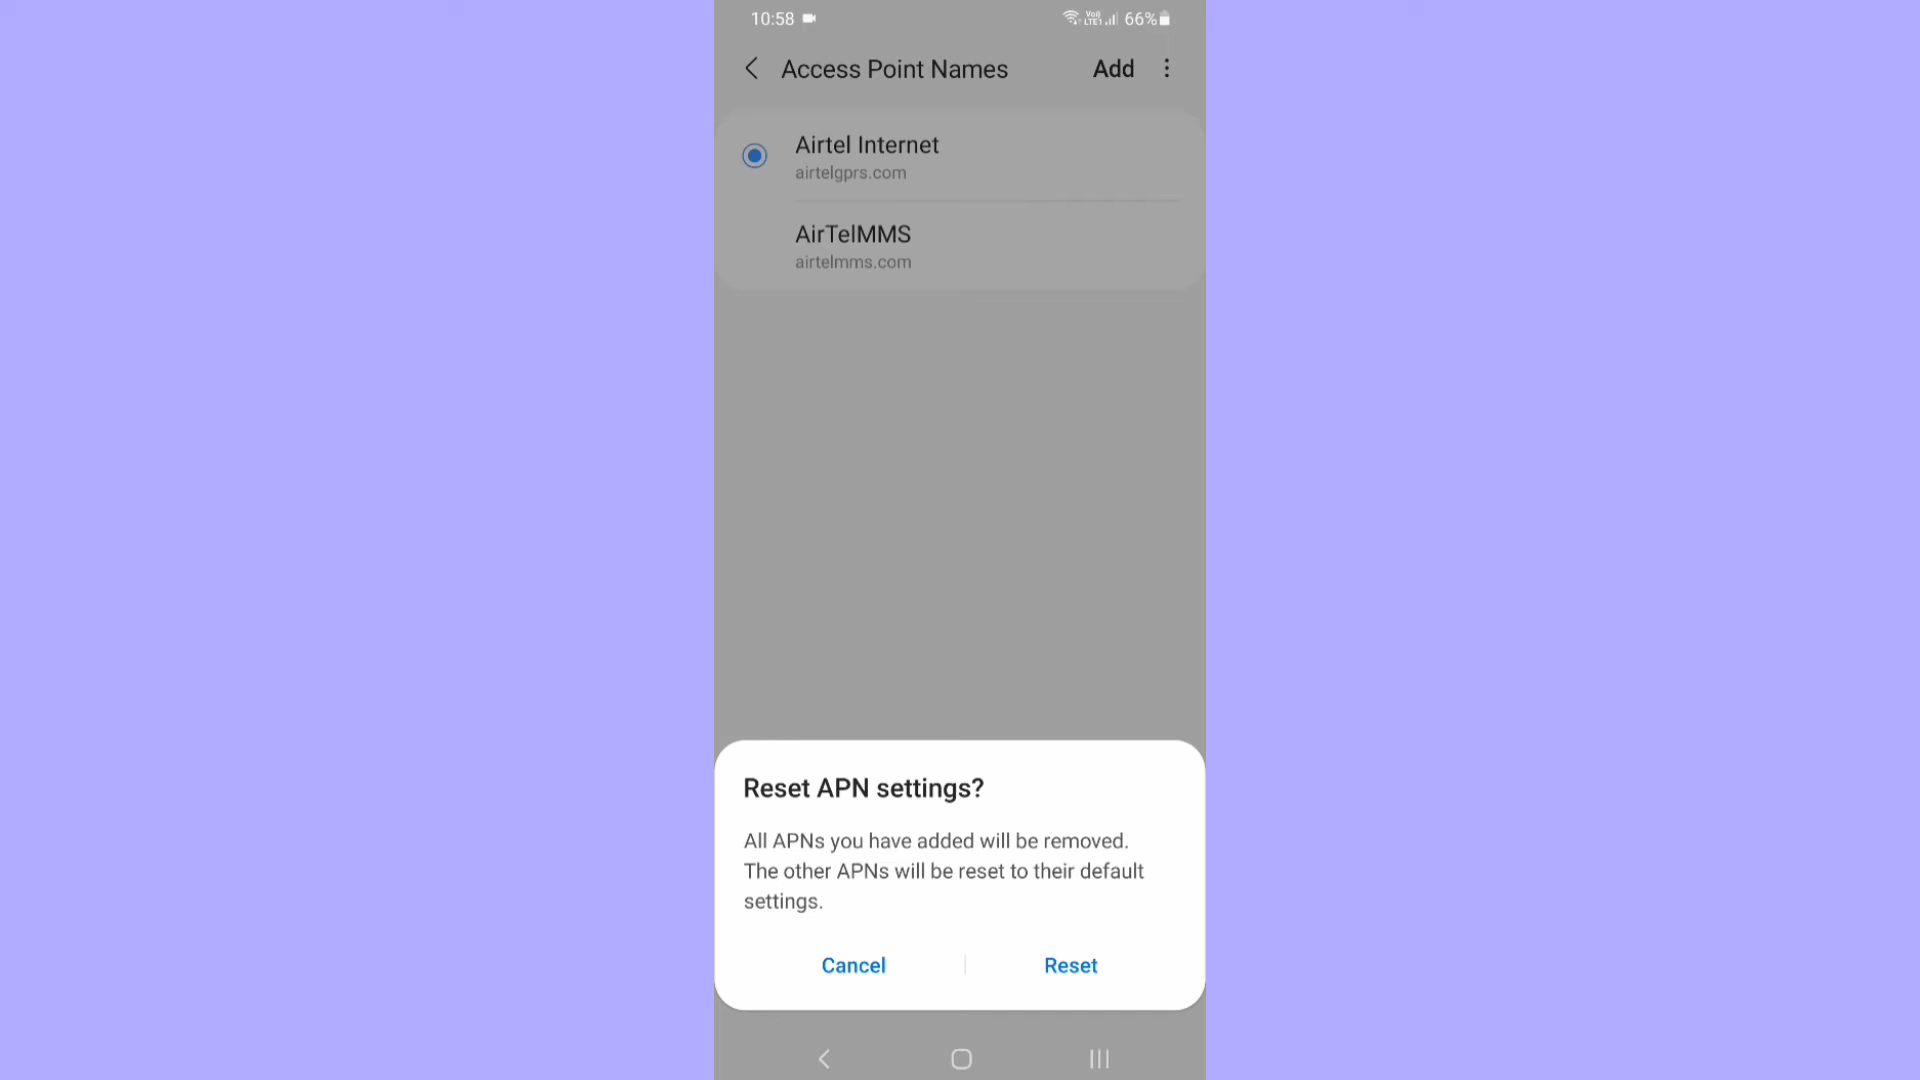 10:58 66%
Access Point Names Add
Airtel Internet
airtelgprs.com
AirTelMMS
airtelmms.com
Reset APN settings?
All APNs you have added will be removed.
The other APNs will be reset to their default
settings.
Cancel Reset